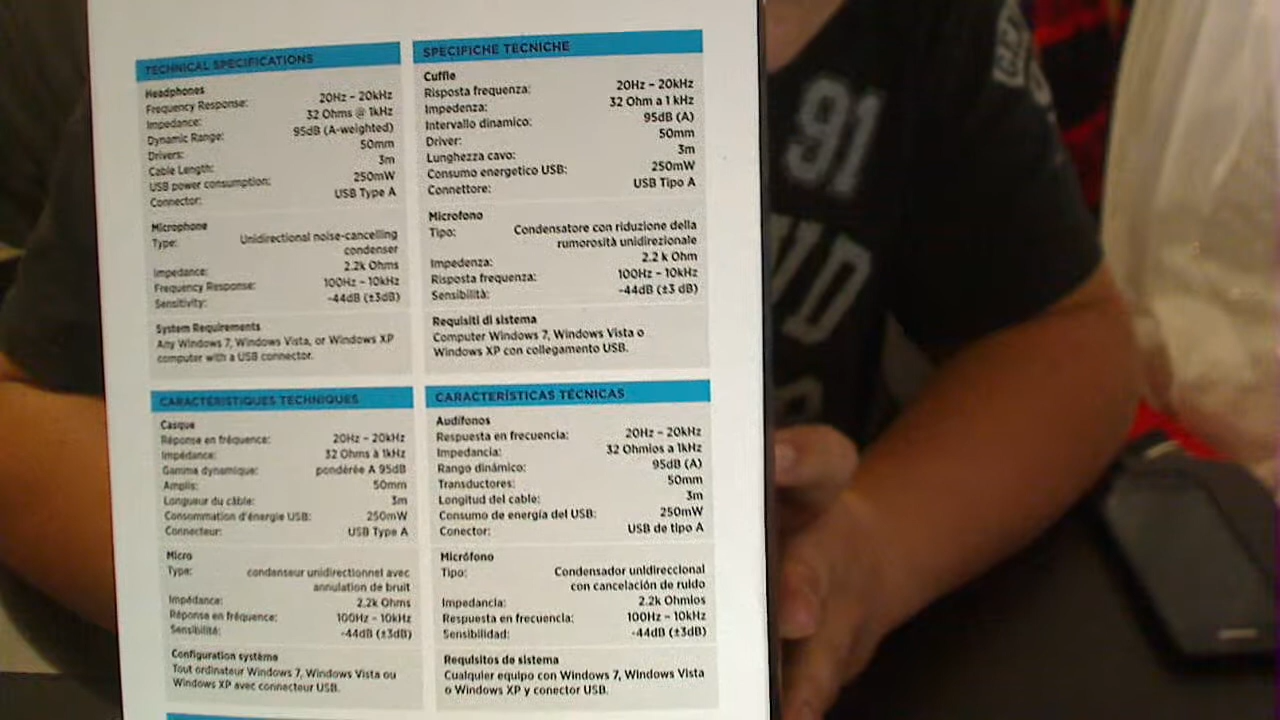 TECHNICAL SPECIFICATIONS
Headphones
Frequency Response: 20Hz – 20kHz
Impedance: 32 Ohms @ 1kHz
Dynamic Range: 95dB (A-weighted)
Drivers: 50mm
Cable Length: 3m
USB power consumption: 250mW
Connector: USB Type A
Microphone
Type: Unidirectional noise-cancelling
condenser
Impedance: 2.2k Ohms
Frequency Response: 100Hz – 10kHz
Sensitivity: -44dB (±3dB)
System Requirements
Any Windows 7, Windows Vista, or Windows XP
computer with a USB connector.
SPECIFICHE TECNICHE
Cuffie
Risposta frequenza: 20Hz – 20kHz
Impedenza: 32 Ohm a 1 kHz
Intervallo dinamico: 95dB (A)
Driver: 50mm
Lunghezza cavo: 3m
Consumo energetico USB: 250mW
Connettore: USB Tipo A
Microfono
Tipo: Condensatore con riduzione della
rumorosità unidirezionale
Impedenza: 2.2 k Ohm
Risposta frequenza: 100Hz – 10kHz
Sensibilità: -44dB (±3 dB)
Requisiti di sistema
Computer Windows 7, Windows Vista o
Windows XP con collegamento USB.
CARACTÉRISTIQUES TECHNIQUES
Casque
Réponse en fréquence: 20Hz – 20kHz
Impédance: 32 Ohms à 1kHz
Gamme dynamique: pondérée A 95dB
Amplis: 50mm
Longueur du câble: 3m
Consommation d'énergie USB: 250mW
Connecteur: USB Type A
Micro
Type: condenseur unidirectionnel avec
annulation de bruit
Impédance: 2.2k Ohms
Réponse en fréquence: 100Hz – 10kHz
Sensibilité: -44dB (±3dB)
Configuration système
Tout ordinateur Windows 7, Windows Vista ou
Windows XP avec connecteur USB.
CARACTERÍSTICAS TÉCNICAS
Audífonos
Respuesta en frecuencia: 20Hz – 20kHz
Impedancia: 32 Ohmios a 1kHz
Rango dinámico: 95dB (A)
Transductores: 50mm
Longitud del cable: 3m
Consumo de energía del USB: 250mW
Conector: USB de tipo A
Micrófono
Tipo: Condensador unidireccional
con cancelación de ruido
Impedancia: 2.2k Ohmios
Respuesta en frecuencia: 100Hz – 10kHz
Sensibilidad: -44dB (±3dB)
Requisitos de sistema
Cualquier equipo con Windows 7, Windows Vista
o Windows XP y conector USB.
91